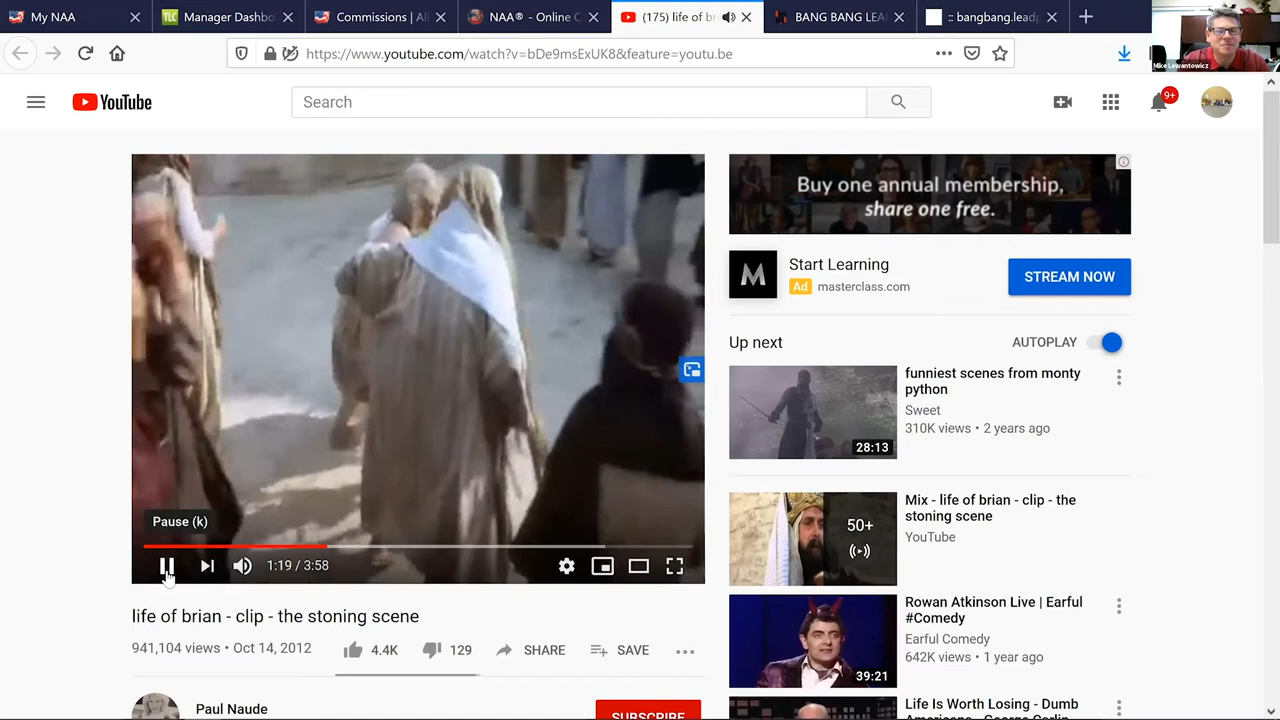 My NAA
Manager Dashbo
Commissions | All
(175) life of br
BANG BANG LEA
:: bangbang.leadp
Mike Lewantowicz
https://www.youtube.com/watch?v=bDe9msExUK8&feature=youtu.be
YouTube
Search
9+
Buy one annual membership,
share one free.
M
Start Learning
Ad masterclass.com
STREAM NOW
Up next
AUTOPLAY
funniest scenes from monty
python
Sweet
310K views • 2 years ago
28:13
Mix - life of brian - clip - the
stoning scene
YouTube
50+
Rowan Atkinson Live | Earful
#Comedy
Earful Comedy
642K views • 1 year ago
39:21
Life Is Worth Losing - Dumb
Americans - George Carlin
Pause (k)
1:19 / 3:58
life of brian - clip - the stoning scene
941,104 views • Oct 14, 2012
4.4K
129
SHARE
SAVE
Paul Naude
SUBSCRIBE